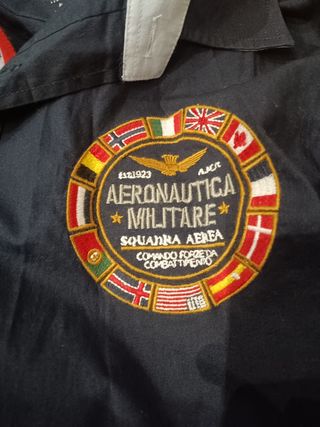 Est.1923 A.M.®
AERONAUTICA
MILITARE
SQUADRA AEREA
COMANDO FORZE DA
COMBATTIMENTO